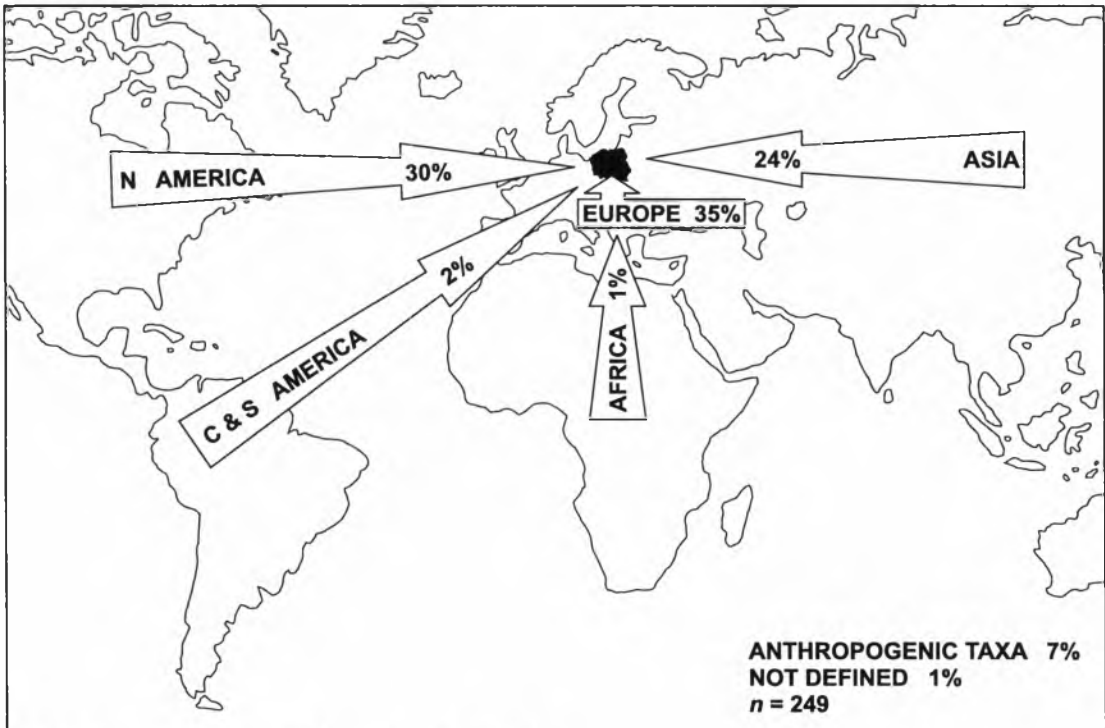 N AMERICA 30%
24% ASIA
EUROPE 35%
2%
C & S AMERICA
1%
AFRICA
ANTHROPOGENIC TAXA 7%
NOT DEFINED 1%
n = 249